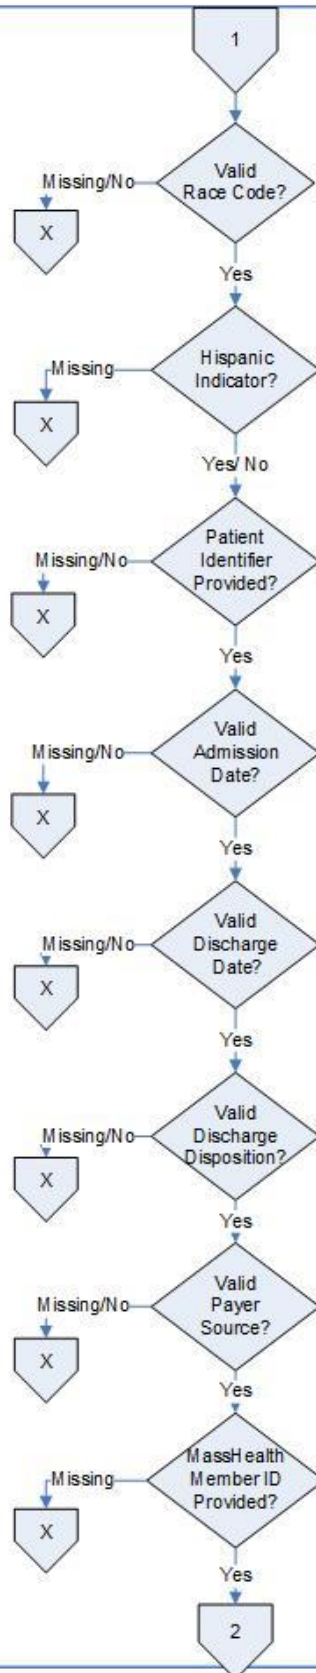 1
Valid
Race Code?
Missing/No
X
Yes
Hispanic
Indicator?
Missing
X
Yes/ No
Patient
Identifier
Provided?
Missing/No
X
Yes
Valid
Admission
Date?
Missing/No
X
Yes
Valid
Discharge
Date?
Missing/No
X
Yes
Valid
Discharge
Disposition?
Missing/No
X
Yes
Valid
Payer
Source?
Missing/No
X
Yes
MassHealth
Member ID
Provided?
Missing
X
Yes
2